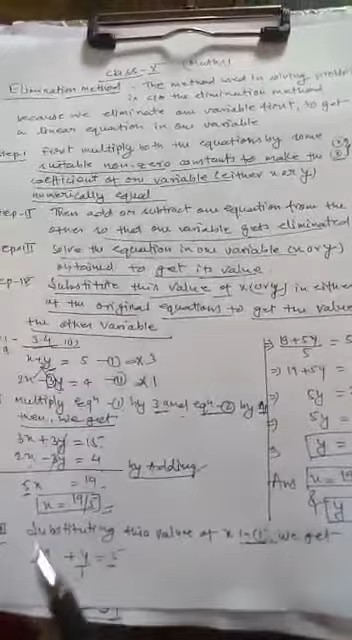 Class - X (Maths)
Elimination method - The method used in solving
is the elimination method
because we eliminate one variable first, to get
a linear equation in one variable
Step-I First multiply both the equations by some
suitable non-zero constants to make the
coefficient of one variable (either x or y)
numerically equal
Step-II Then add or subtract one equation from the
other so that one variable gets eliminated
Step-III Solve the equation in one variable (x or y)
obtained to get its value
Step-IV Substitute this value of x (or y) in either
of the original equations to get the value
the other variable
3.4
x+y = 5 -① ×3
2x-3y = 4 -② ×1
multiply eqⁿ -① by 3 and eqⁿ-② by 1
then, we get
3x+3y = 15
2x-3y = 4
by Adding
5x = 19
x = 19/5
Substituting this value of x in ①, we get
+ y/1 = 5
⇒ 19+5y / 5 = 5
⇒ 19+5y =
5y =
5y =
y =
Ans x = 19
& y